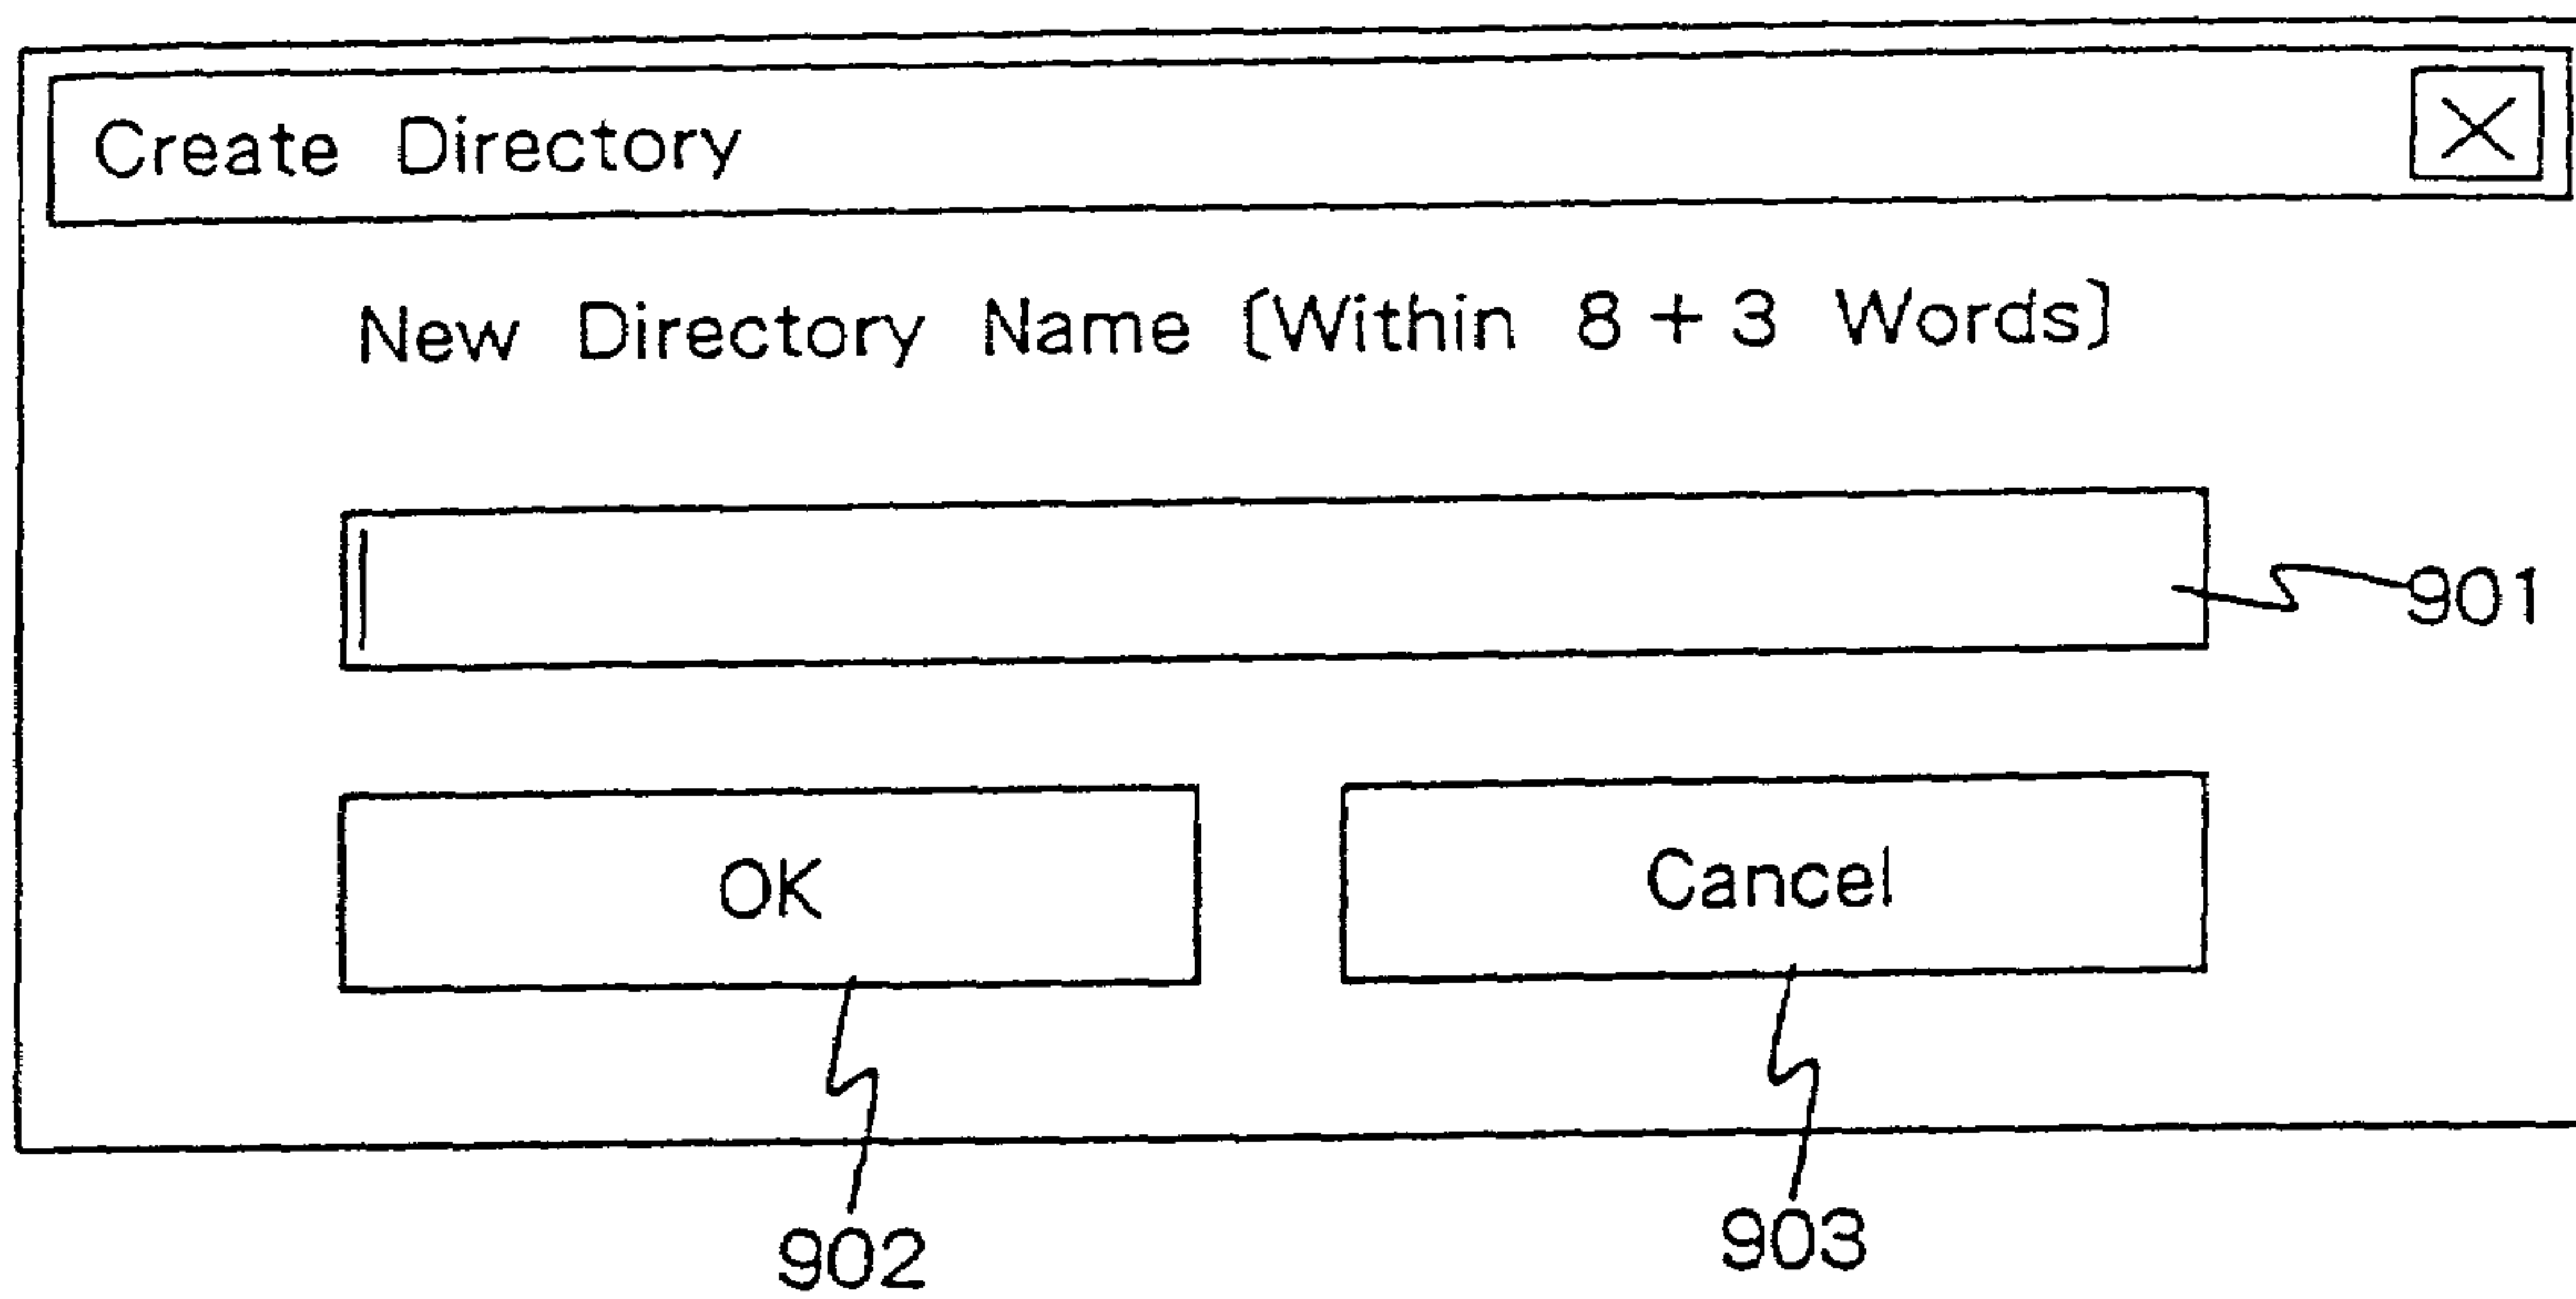 Create Directory X
New Directory Name [Within 8 + 3 Words]
901
OK Cancel
902 903